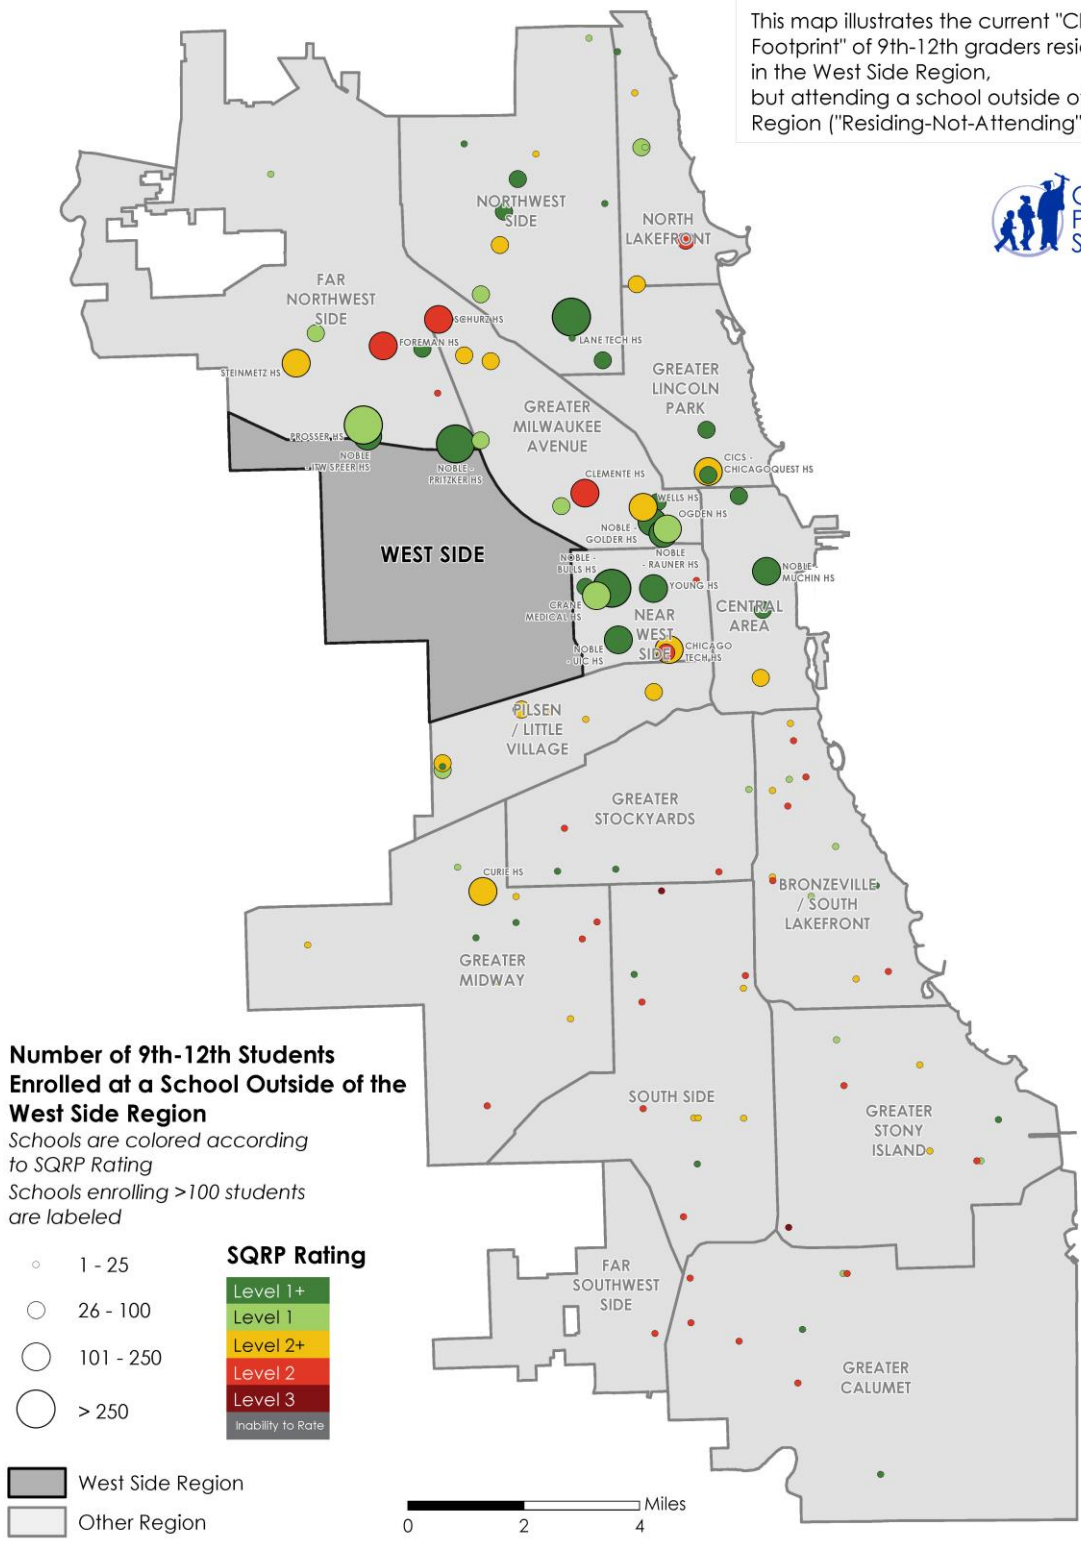 This map illustrates the current "C
Footprint" of 9th-12th graders resi
in the West Side Region,
but attending a school outside o
Region ("Residing-Not-Attending"
C
P
S
NORTHWEST
SIDE
NORTH
LAKEFRONT
FAR
NORTHWEST
SIDE
SCHURZ HS
FOREMAN HS
LANE TECH HS
STEINMETZ HS
GREATER
LINCOLN
PARK
GREATER
MILWAUKEE
AVENUE
PROSSER HS
NOBLE
- ITW SPEER HS
NOBLE -
PRITZKER HS
CICS -
CHICAGOQUEST HS
CLEMENTE HS
WELLS HS
OGDEN HS
NOBLE -
GOLDER HS
NOBLE
- RAUNER HS
WEST SIDE
NOBLE -
BULLS HS
YOUNG HS
NOBLE -
MUCHIN HS
CRANE
MEDICAL HS
NEAR
WEST
SIDE
CENTRAL
AREA
NOBLE
- UIC HS
CHICAGO
TECH HS
PILSEN
/ LITTLE
VILLAGE
GREATER
STOCKYARDS
CURIE HS
BRONZEVILLE
/ SOUTH
LAKEFRONT
GREATER
MIDWAY
SOUTH SIDE
GREATER
STONY
ISLAND
FAR
SOUTHWEST
SIDE
GREATER
CALUMET
Number of 9th-12th Students
Enrolled at a School Outside of the
West Side Region
Schools are colored according
to SQRP Rating
Schools enrolling >100 students
are labeled
1 - 25
26 - 100
101 - 250
> 250
SQRP Rating
Level 1+
Level 1
Level 2+
Level 2
Level 3
Inability to Rate
West Side Region
Other Region
Miles
0 2 4